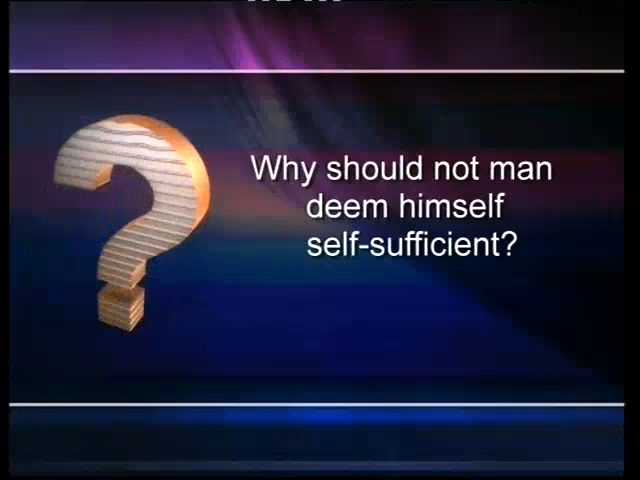 Why should not man
deem himself
self-sufficient?